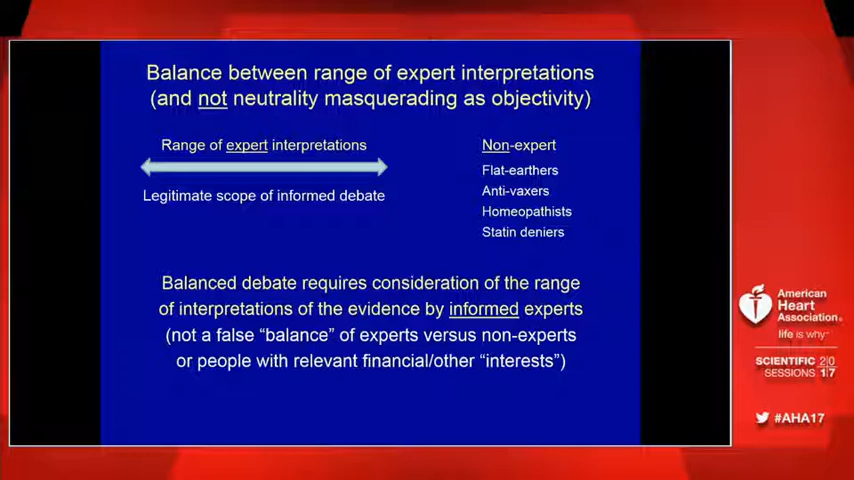 Balance between range of expert interpretations
(and not neutrality masquerading as objectivity)
Range of expert interpretations
Legitimate scope of informed debate
Non-expert
Flat-earthers
Anti-vaxers
Homeopathists
Statin deniers
Balanced debate requires consideration of the range
of interpretations of the evidence by informed experts
(not a false “balance” of experts versus non-experts
or people with relevant financial/other “interests”)
American
Heart
Association®
life is why™
SCIENTIFIC 20
SESSIONS 17
#AHA17